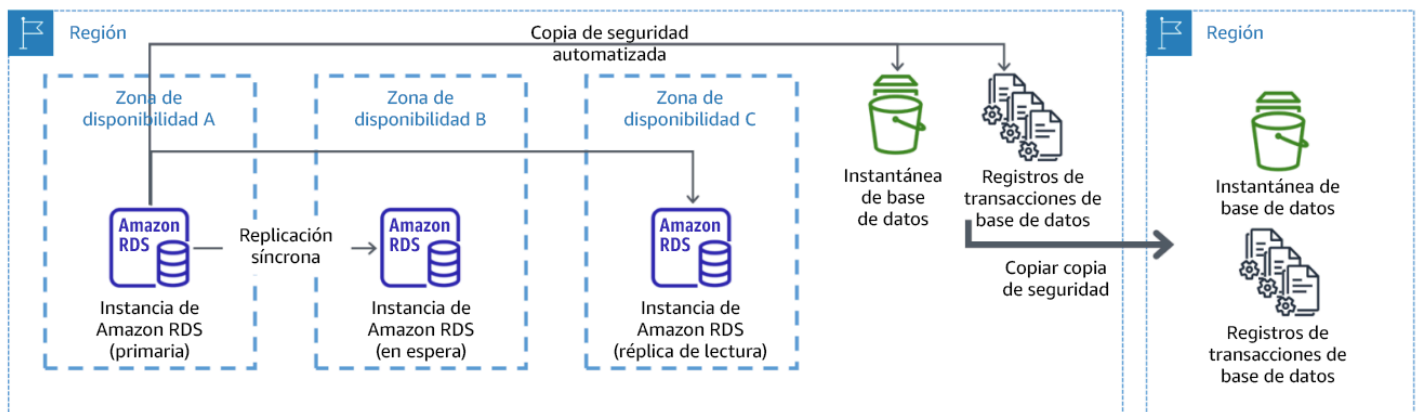 Región
Copia de seguridad
automatizada
Región
Zona de
disponibilidad A
Zona de
disponibilidad B
Zona de
disponibilidad C
Instantánea
de base
de datos
Registros de
transacciones de
base de datos
Instantánea de
base de datos
Amazon
RDS
Replicación
síncrona
Amazon
RDS
Amazon
RDS
Copiar copia
de seguridad
Instancia de
Amazon RDS
(primaria)
Instancia de
Amazon RDS
(en espera)
Instancia de
Amazon RDS
(réplica de lectura)
Registros de
transacciones de
base de datos